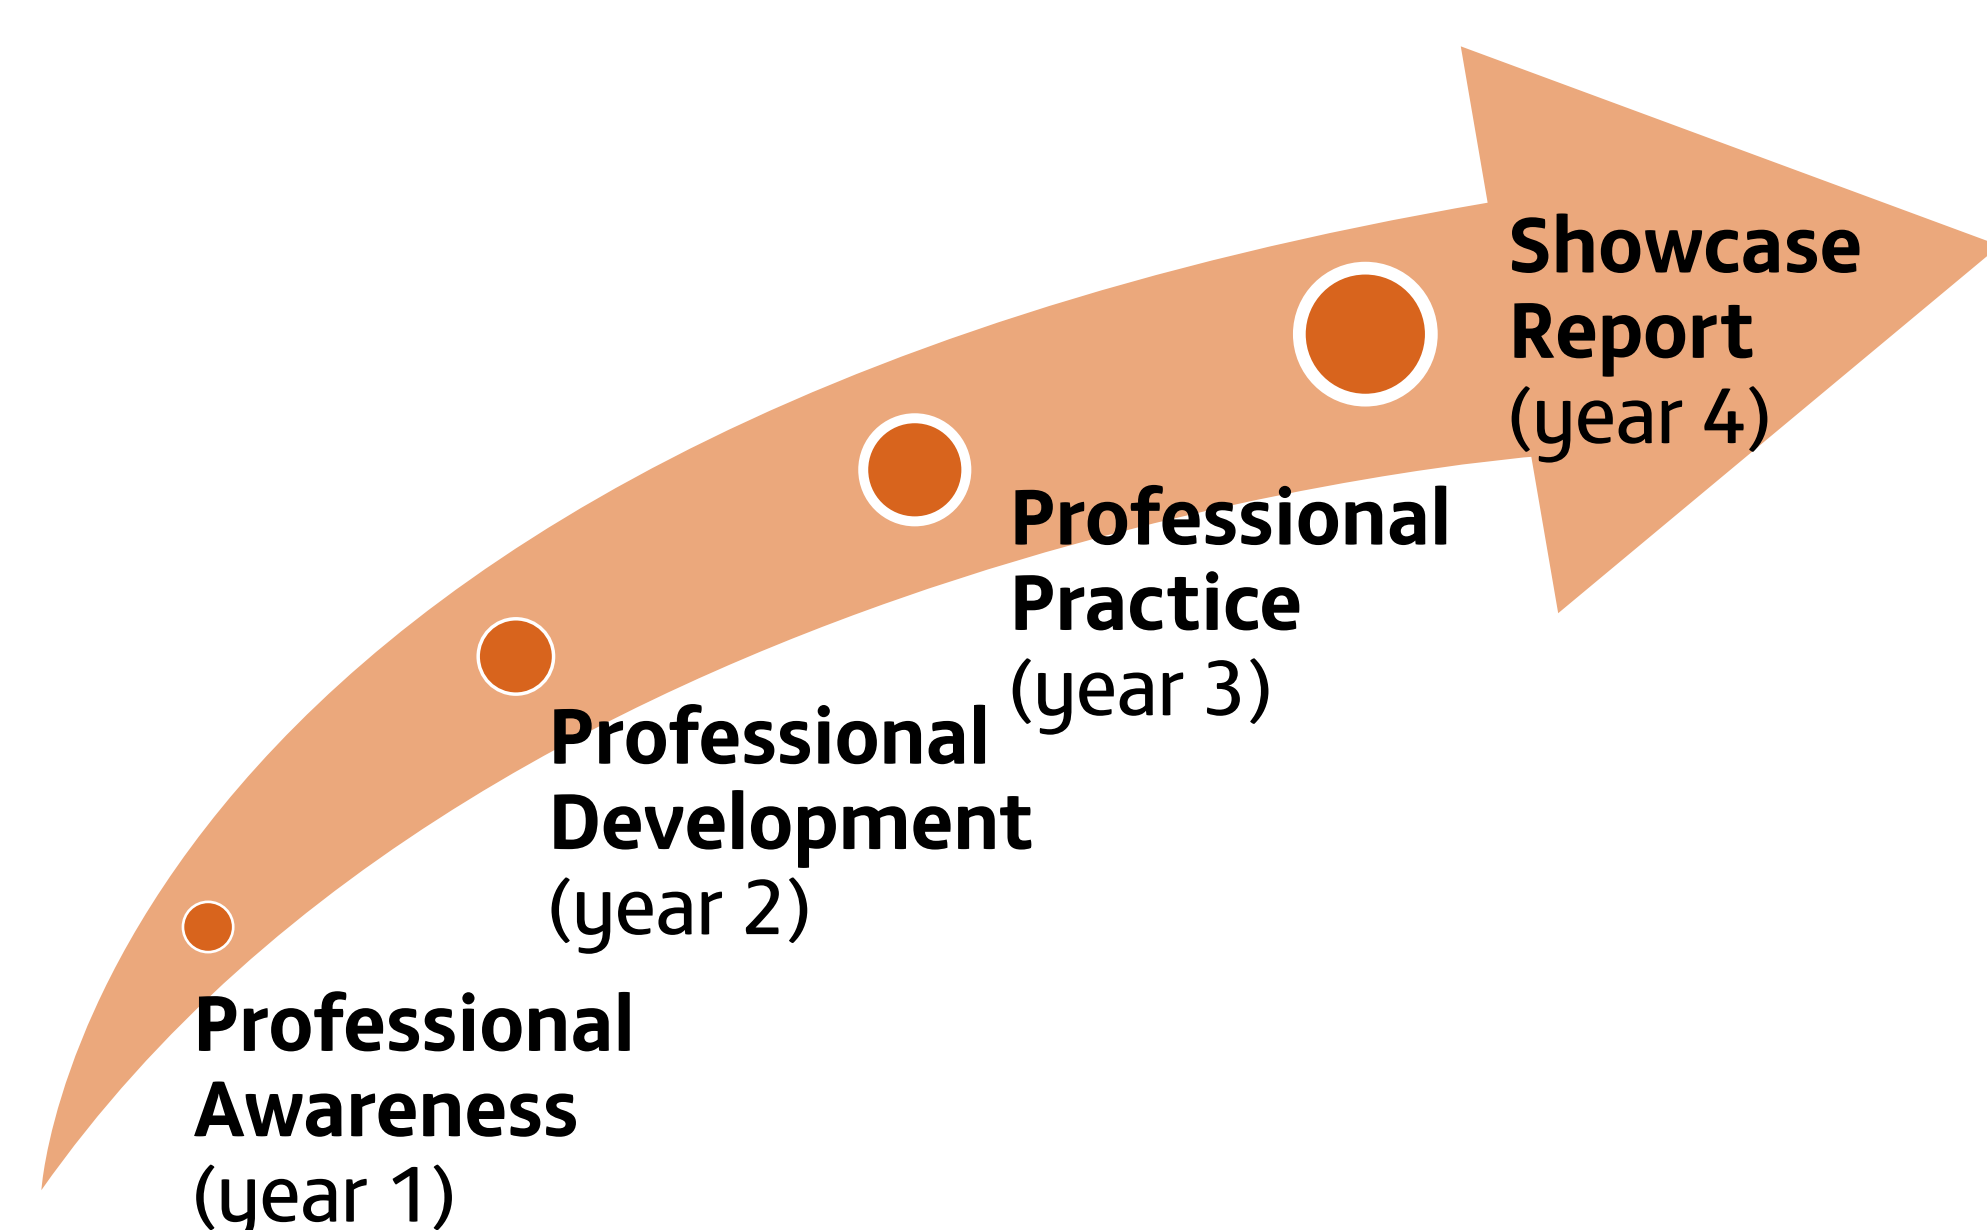 Showcase
Report
(year 4)
Professional
Practice
(year 3)
Professional
Development
(year 2)
Professional
Awareness
(year 1)